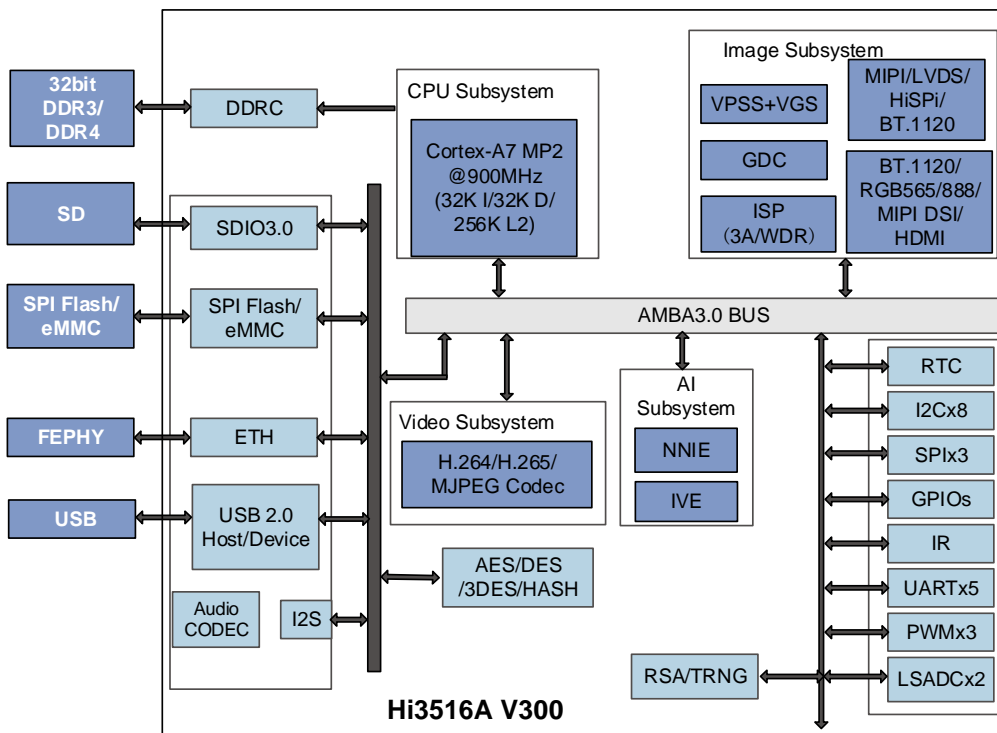 32bit
DDR3/
DDR4
SD
SPI Flash/
eMMC
FEPHY
USB
DDRC
SDIO3.0
SPI Flash/
eMMC
ETH
USB 2.0
Host/Device
Audio
CODEC
I2S
CPU Subsystem
Cortex-A7 MP2
@900MHz
(32K I/32K D/
256K L2)
Image Subsystem
VPSS+VGS
GDC
ISP
(3A/WDR)
MIPI/LVDS/
HiSPi/
BT.1120
BT.1120/
RGB565/888/
MIPI DSI/
HDMI
AMBA3.0 BUS
Video Subsystem
H.264/H.265/
MJPEG Codec
AI
Subsystem
NNIE
IVE
AES/DES
/3DES/HASH
RSA/TRNG
RTC
I2Cx8
SPIx3
GPIOs
IR
UARTx5
PWMx3
LSADCx2
Hi3516A V300